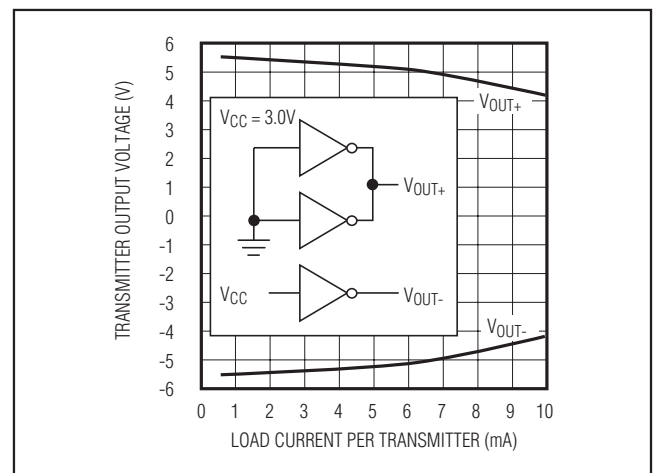 TRANSMITTER OUTPUT VOLTAGE (V)
6
5
4
3
2
1
0
-1
-2
-3
-4
-5
-6
VOUT+
VCC = 3.0V
VOUT+
VCC
VOUT-
VOUT-
0 1 2 3 4 5 6 7 8 9 10
LOAD CURRENT PER TRANSMITTER (mA)